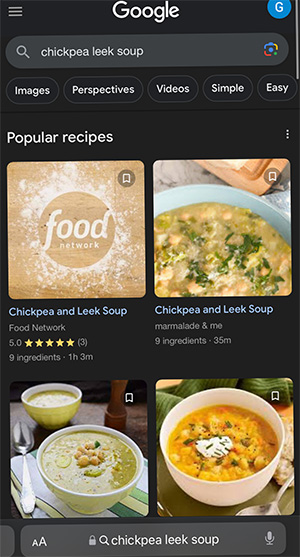 Google
G
chickpea leek soup
Images
Perspectives
Videos
Simple
Easy
Popular recipes
food
network
Chickpea and Leek Soup
Food Network
5.0 ★★★★★ (3)
9 ingredients · 1h 3m
Chickpea and Leek Soup
marmalade & me
9 ingredients · 35m
AA
chickpea leek soup